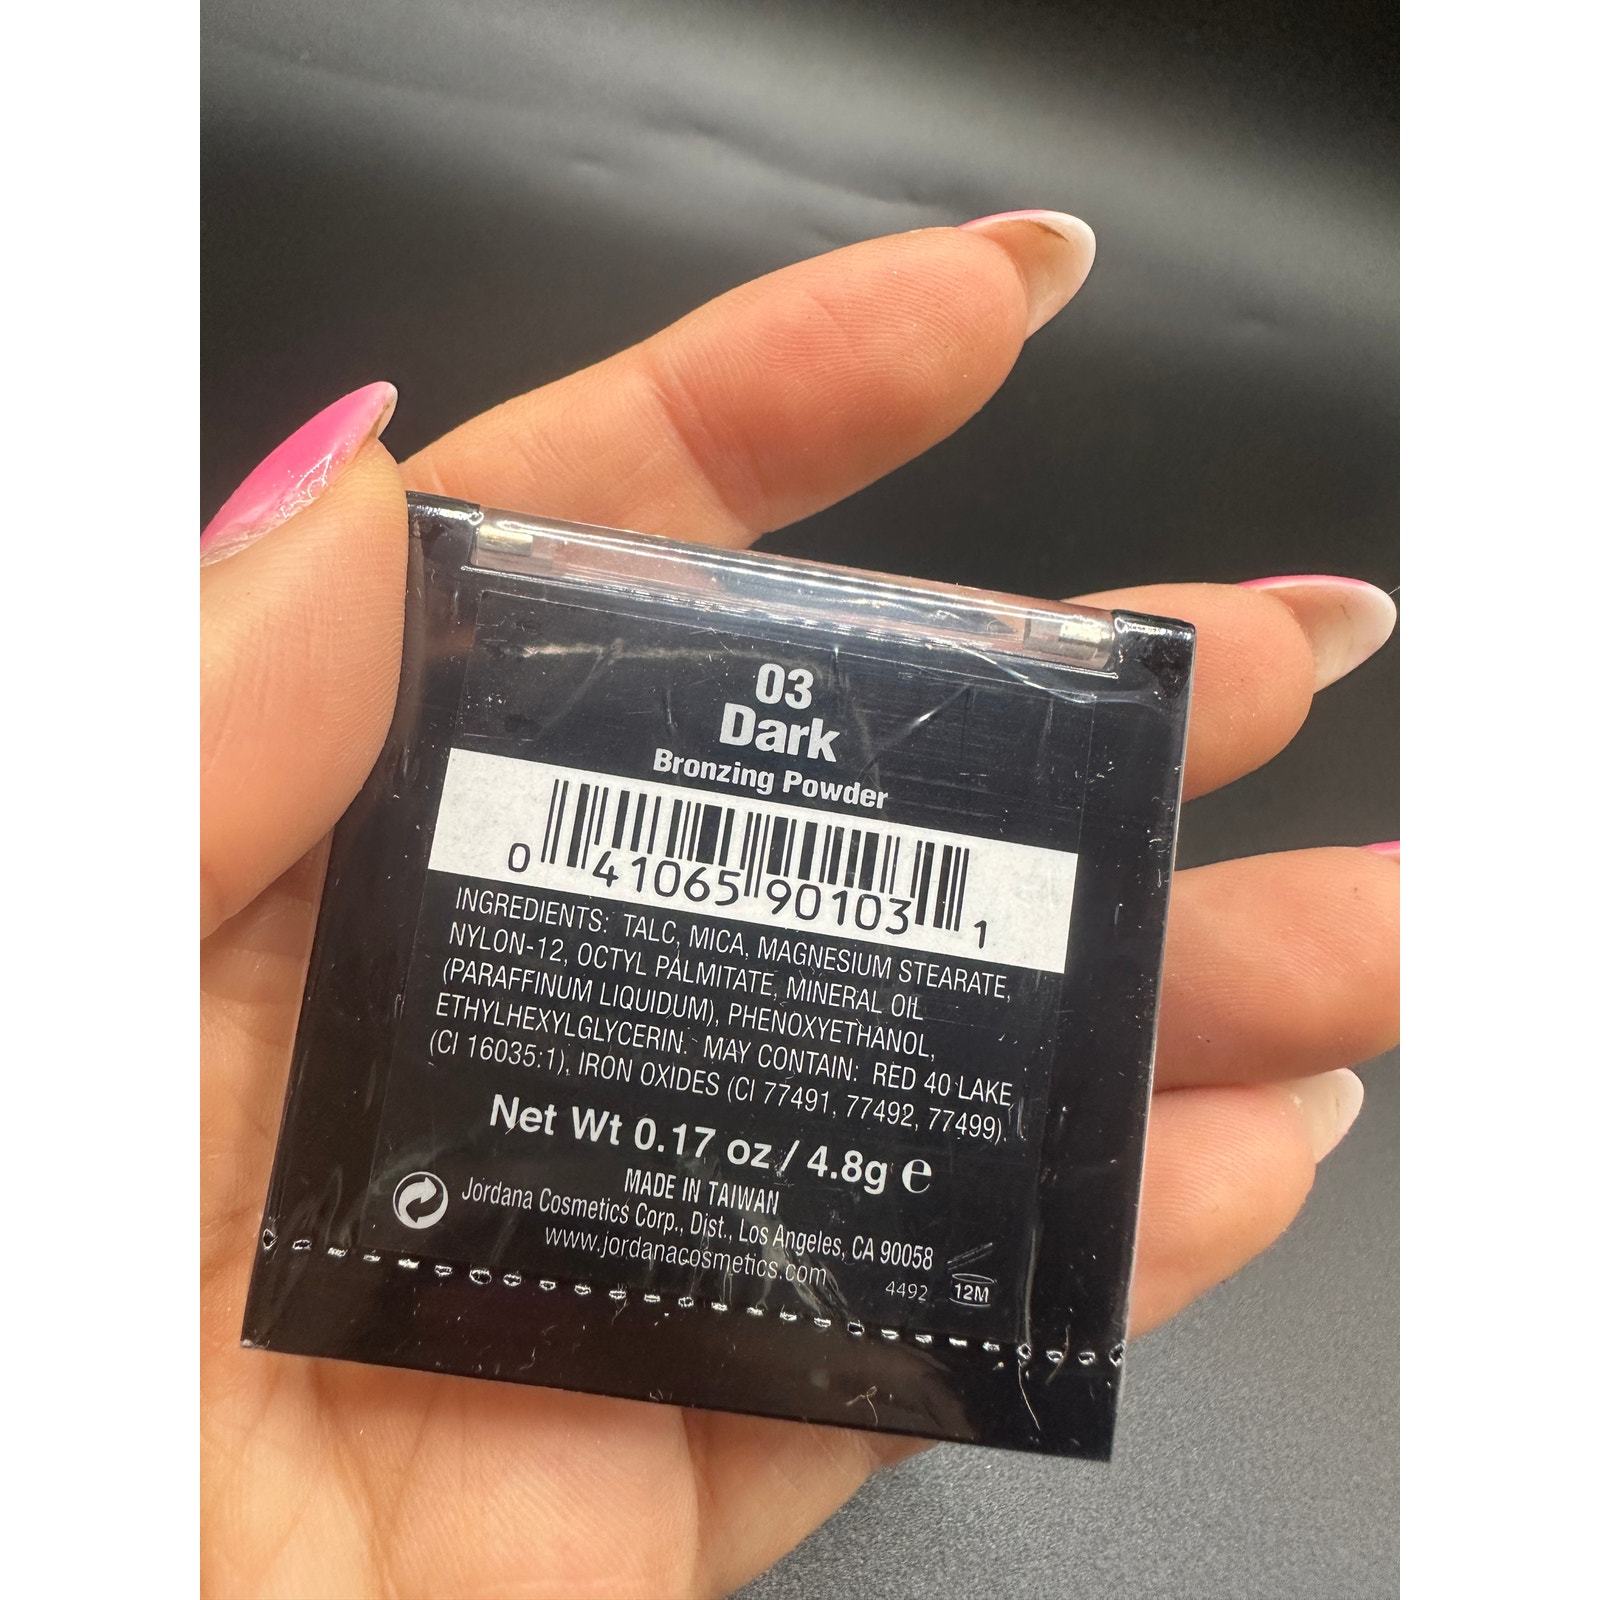 03
Dark
Bronzing Powder
0 41065 90103 1
INGREDIENTS: TALC, MICA, MAGNESIUM STEARATE,
NYLON-12, OCTYL PALMITATE, MINERAL OIL
(PARAFFINUM LIQUIDUM), PHENOXYETHANOL,
ETHYLHEXYLGLYCERIN. MAY CONTAIN: RED 40 LAKE
(CI 16035:1), IRON OXIDES (CI 77491, 77492, 77499).
Net Wt 0.17 oz / 4.8g ℮
MADE IN TAIWAN
Jordana Cosmetics Corp., Dist., Los Angeles, CA 90058
www.jordanacosmetics.com
4492 12M